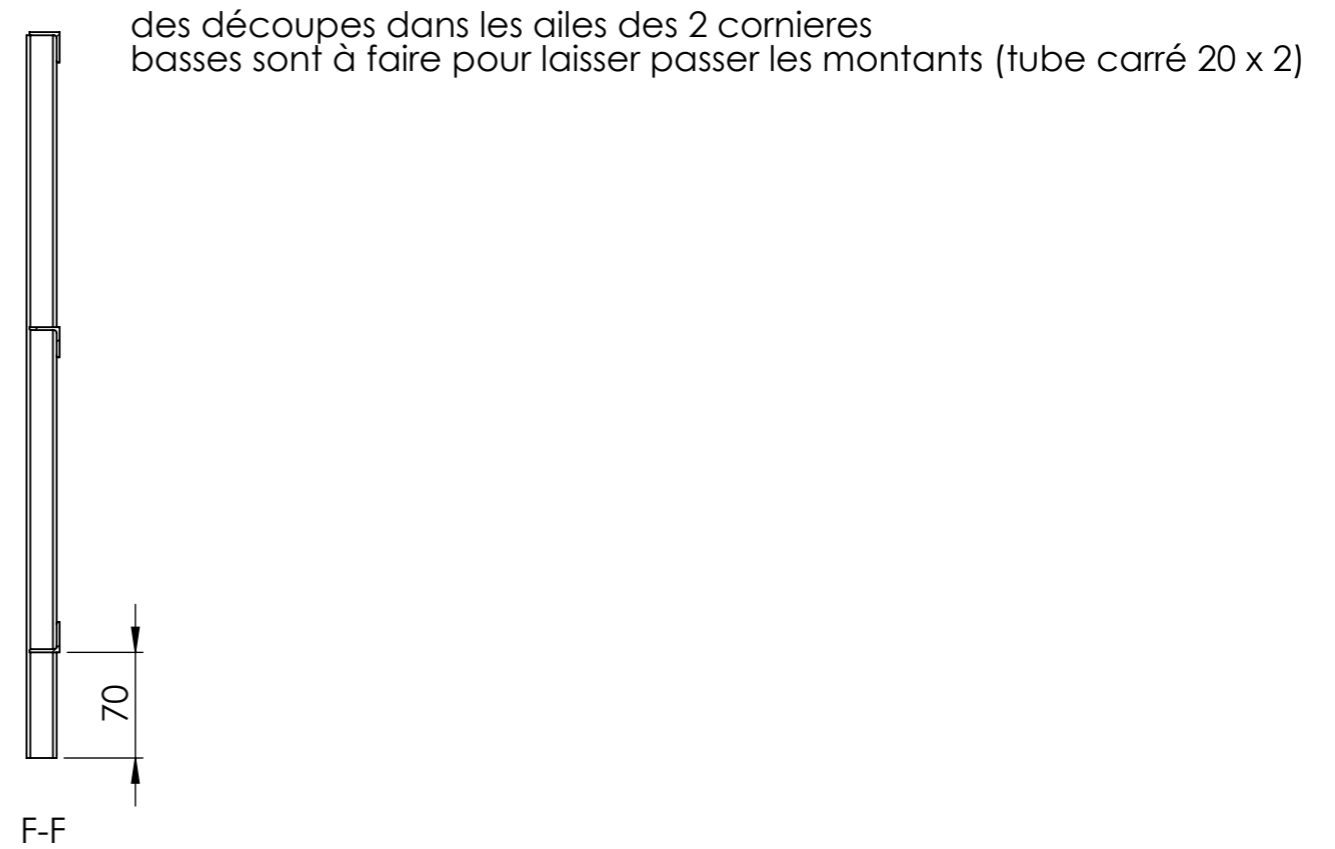 des découpes dans les ailes des 2 cornieres
basses sont à faire pour laisser passer les montants (tube carré 20 x 2)
70
F-F